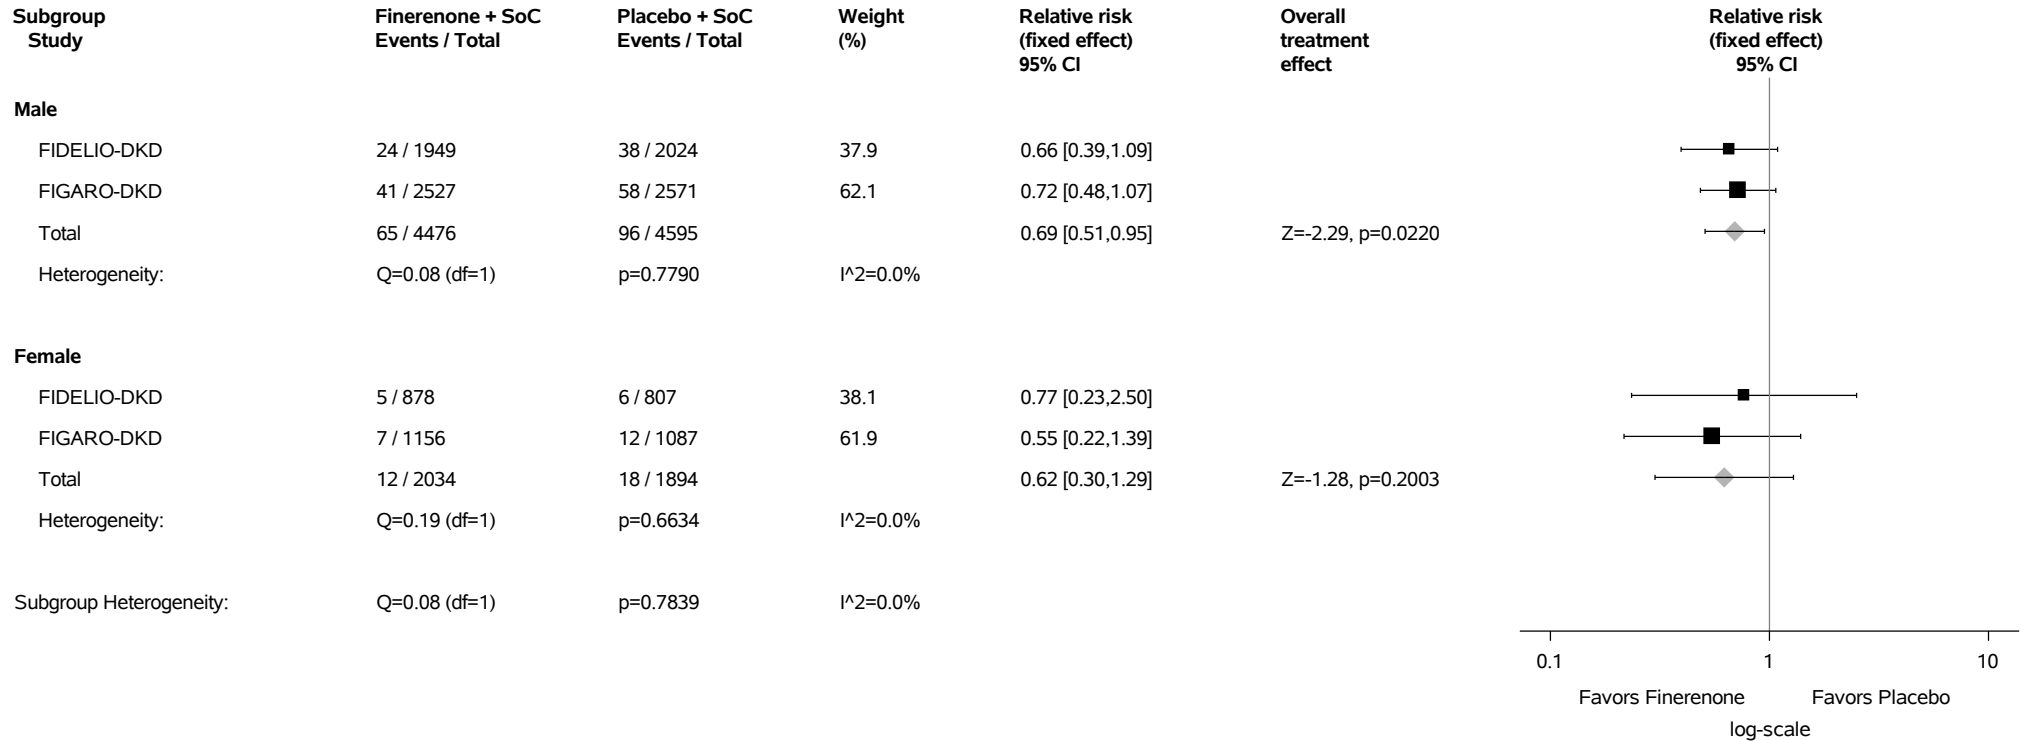 Subgroup Finerenone + SoC Placebo + SoC Weight Relative risk Overall Relative risk
Study Events / Total Events / Total (%) (fixed effect) treatment (fixed effect)
95% CI effect 95% CI
Male
FIDELIO-DKD 24 / 1949 38 / 2024 37.9 0.66 [0.39,1.09]
FIGARO-DKD 41 / 2527 58 / 2571 62.1 0.72 [0.48,1.07]
Total 65 / 4476 96 / 4595 0.69 [0.51,0.95] Z=-2.29, p=0.0220
Heterogeneity: Q=0.08 (df=1) p=0.7790 I^2=0.0%
Female
FIDELIO-DKD 5 / 878 6 / 807 38.1 0.77 [0.23,2.50]
FIGARO-DKD 7 / 1156 12 / 1087 61.9 0.55 [0.22,1.39]
Total 12 / 2034 18 / 1894 0.62 [0.30,1.29] Z=-1.28, p=0.2003
Heterogeneity: Q=0.19 (df=1) p=0.6634 I^2=0.0%
Subgroup Heterogeneity: Q=0.08 (df=1) p=0.7839 I^2=0.0%
0.1 1 10
Favors Finerenone Favors Placebo
log-scale